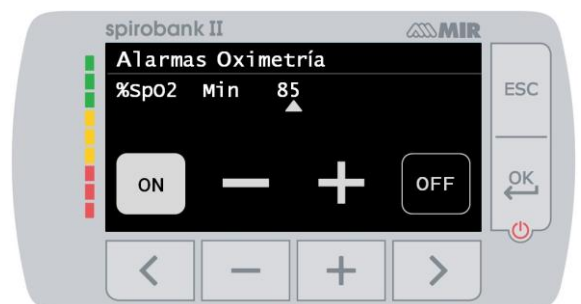 spirobank II MIR
Alarmas Oximetría
%SpO2 Min 85
ON − + OFF
ESC
OK
< − + >